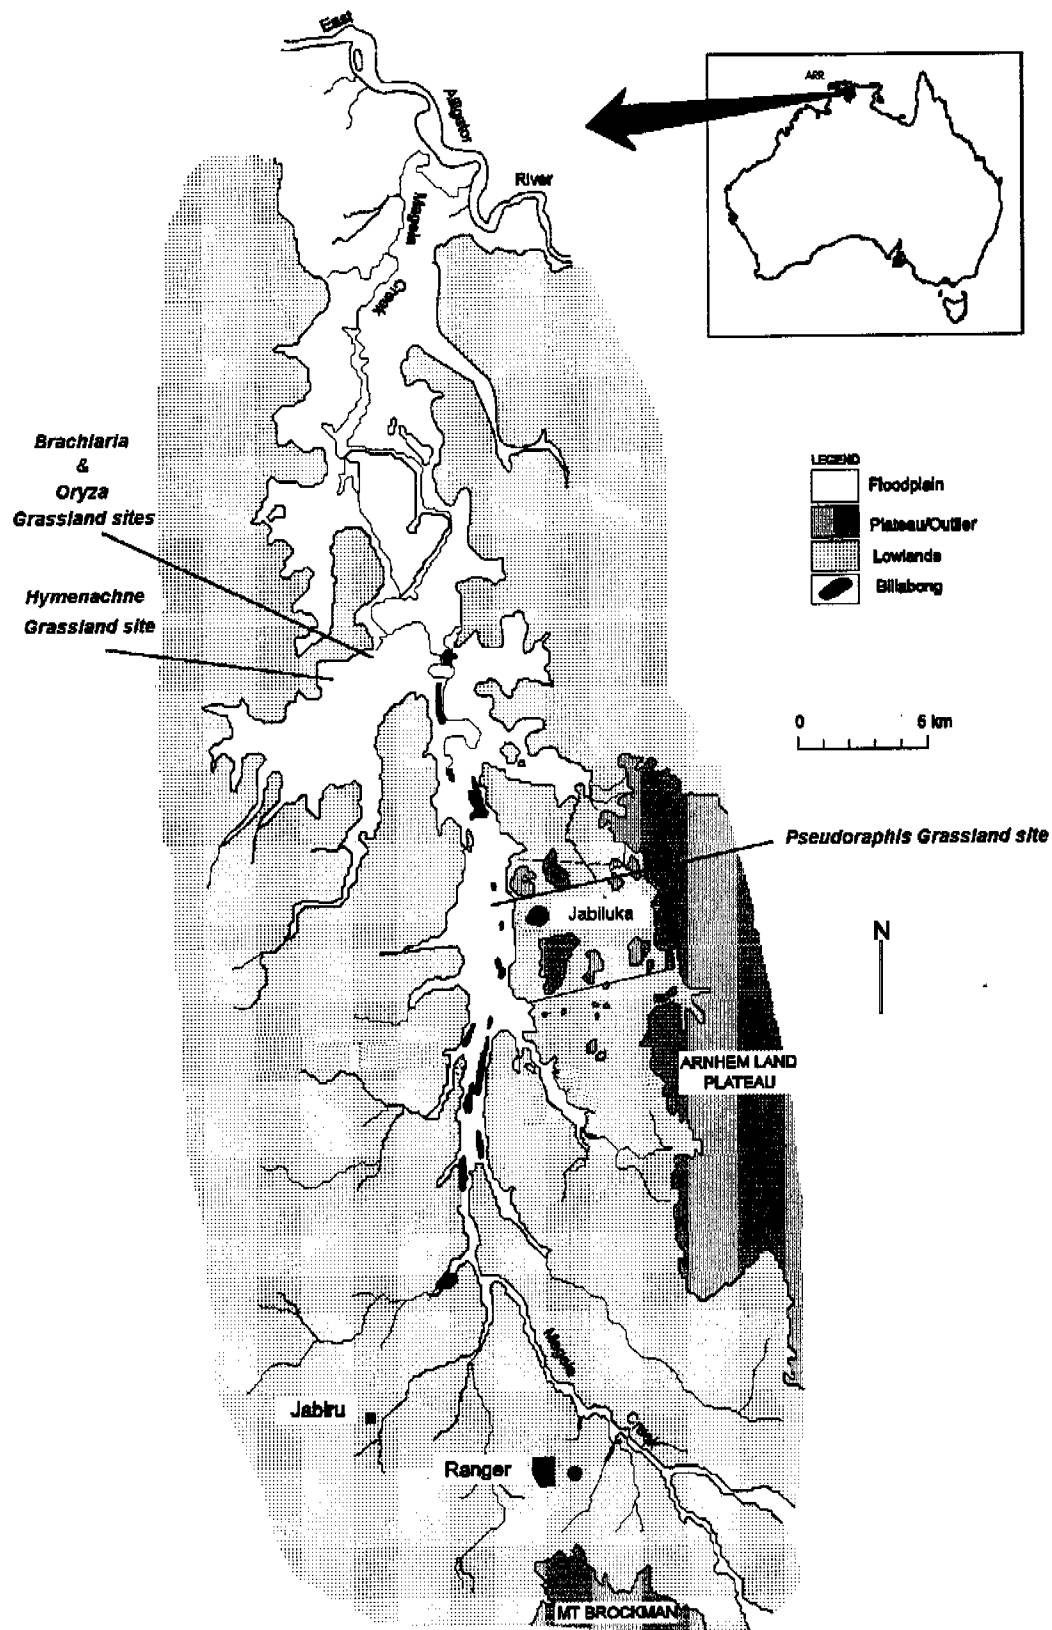 East
Alligator
River
ARR
Magela
Creek
Brachiaria
&
Oryza
Grassland sites
Hymenachne
Grassland site
LEGEND
Floodplain
Plateau/Outlier
Lowlands
Billabong
0 5 km
Pseudoraphis Grassland site
Jabiluka
N
ARNHEM LAND
PLATEAU
Magela
Creek
Jabiru
Ranger
MT BROCKMAN